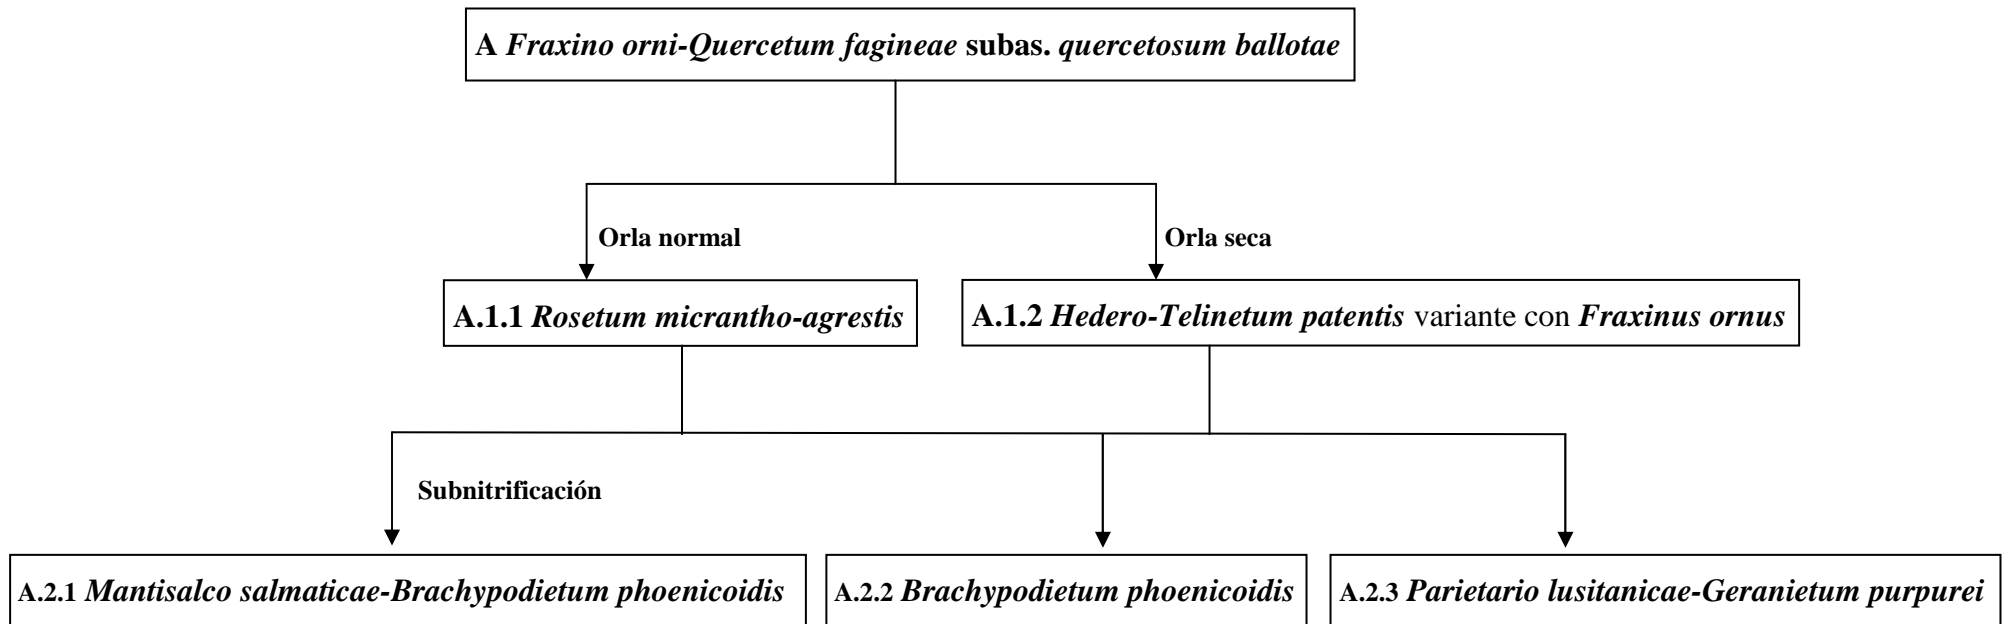 A Fraxino orni-Quercetum fagineae subas. quercetosum ballotae
Orla normal
Orla seca
A.1.1 Rosetum micrantho-agrestis
A.1.2 Hedero-Telinetum patentis variante con Fraxinus ornus
Subnitrificación
A.2.1 Mantisalco salmaticae-Brachypodietum phoenicoidis
A.2.2 Brachypodietum phoenicoidis
A.2.3 Parietario lusitanicae-Geranietum purpurei